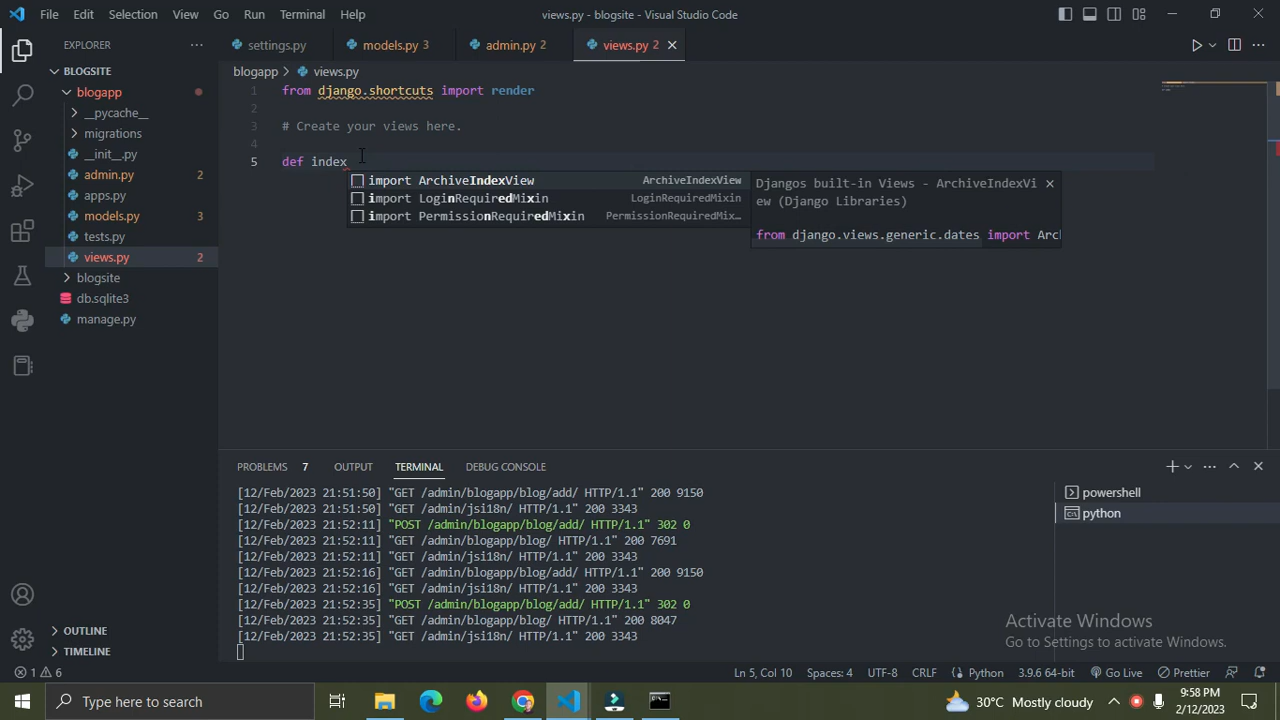 File Edit Selection View Go Run Terminal Help views.py - blogsite - Visual Studio Code
EXPLORER ··· settings.py models.py 3 admin.py 2 views.py 2
BLOGSITE
blogapp > views.py
blogapp
__pycache__
migrations
__init__.py
admin.py 2
apps.py
models.py 3
tests.py
views.py 2
blogsite
db.sqlite3
manage.py
1 from django.shortcuts import render
2
3 # Create your views here.
4
5 def index
import ArchiveIndexView ArchiveIndexView
import LoginRequiredMixin LoginRequiredMixin
import PermissionRequiredMixin PermissionRequiredMix…
Djangos built-in Views - ArchiveIndexVi
ew (Django Libraries)
from django.views.generic.dates import Arc
PROBLEMS 7 OUTPUT TERMINAL DEBUG CONSOLE
[12/Feb/2023 21:51:50] "GET /admin/blogapp/blog/add/ HTTP/1.1" 200 9150
[12/Feb/2023 21:51:50] "GET /admin/jsi18n/ HTTP/1.1" 200 3343
[12/Feb/2023 21:52:11] "POST /admin/blogapp/blog/add/ HTTP/1.1" 302 0
[12/Feb/2023 21:52:11] "GET /admin/blogapp/blog/ HTTP/1.1" 200 7691
[12/Feb/2023 21:52:11] "GET /admin/jsi18n/ HTTP/1.1" 200 3343
[12/Feb/2023 21:52:16] "GET /admin/blogapp/blog/add/ HTTP/1.1" 200 9150
[12/Feb/2023 21:52:16] "GET /admin/jsi18n/ HTTP/1.1" 200 3343
[12/Feb/2023 21:52:35] "POST /admin/blogapp/blog/add/ HTTP/1.1" 302 0
[12/Feb/2023 21:52:35] "GET /admin/blogapp/blog/ HTTP/1.1" 200 8047
[12/Feb/2023 21:52:35] "GET /admin/jsi18n/ HTTP/1.1" 200 3343
powershell
python
Activate Windows
Go to Settings to activate Windows.
OUTLINE
TIMELINE
1 6 Ln 5, Col 10 Spaces: 4 UTF-8 CRLF Python 3.9.6 64-bit Go Live Prettier
Type here to search 30°C Mostly cloudy 9:58 PM
2/12/2023